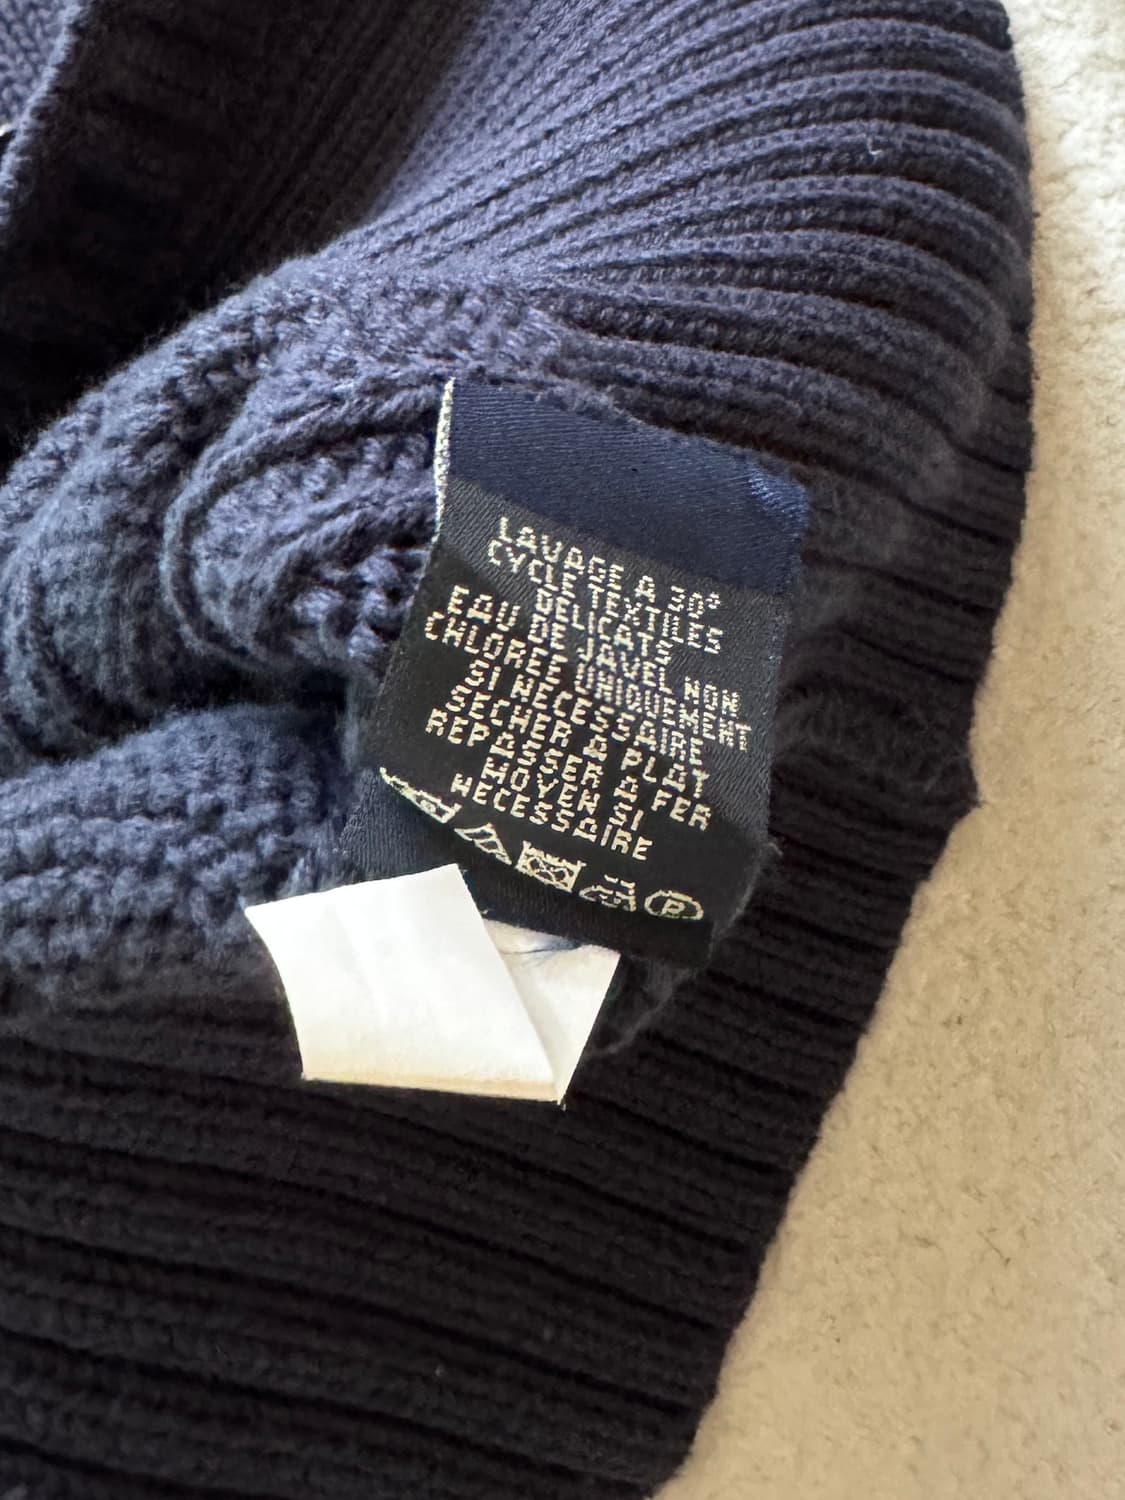 LAVAGE A 30°
CYCLE TEXTILES
DELICATS
EAU DE JAVEL NON
CHLOREE UNIQUEMENT
SI NECESSAIRE
SECHER A PLAT
REPASSER A FER
MOYEN SI
NECESSAIRE
P